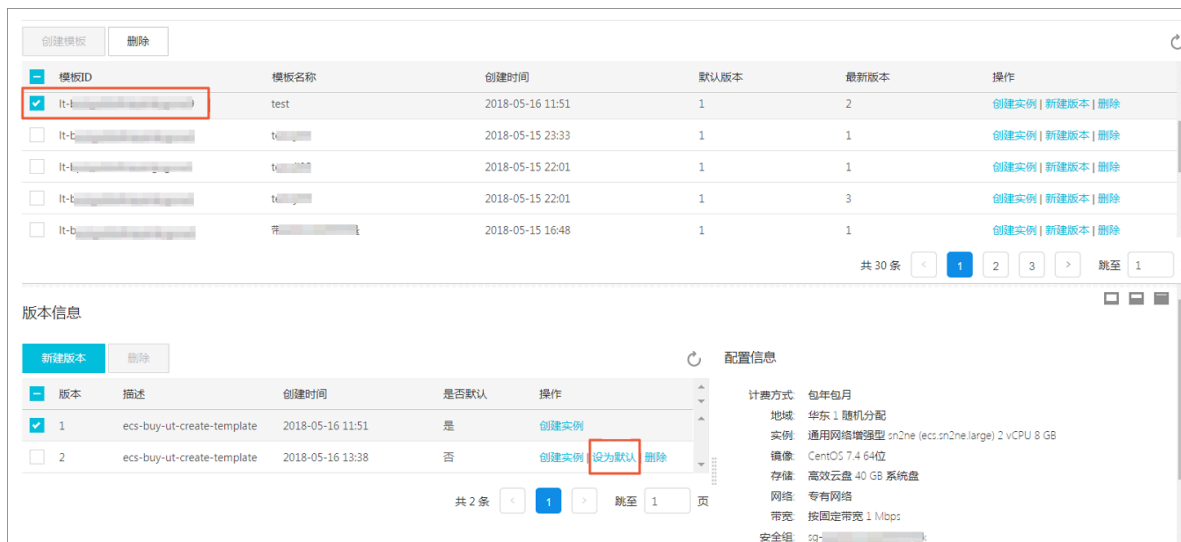 创建模板 删除
模板ID 模板名称 创建时间 默认版本 最新版本 操作
test 2018-05-16 11:51 1 2 创建实例 | 新建版本 | 删除
2018-05-15 23:33 1 1 创建实例 | 新建版本 | 删除
2018-05-15 22:01 1 1 创建实例 | 新建版本 | 删除
2018-05-15 22:01 1 3 创建实例 | 新建版本 | 删除
2018-05-15 16:48 1 1 创建实例 | 新建版本 | 删除
共 30 条 < 1 2 3 > 跳至 1
版本信息
新建版本 删除
版本 描述 创建时间 是否默认 操作
1 ecs-buy-ut-create-template 2018-05-16 11:51 是 创建实例
2 ecs-buy-ut-create-template 2018-05-16 13:38 否 创建实例 | 设为默认 | 删除
共 2 条 < 1 > 跳至 1 页
配置信息
计费方式: 包年包月
地域: 华东 1 随机分配
实例: 通用网络增强型 sn2ne (ecs.sn2ne.large) 2 vCPU 8 GB
镜像: CentOS 7.4 64位
存储: 高效云盘 40 GB 系统盘
网络: 专有网络
带宽: 按固定带宽 1 Mbps
安全组: